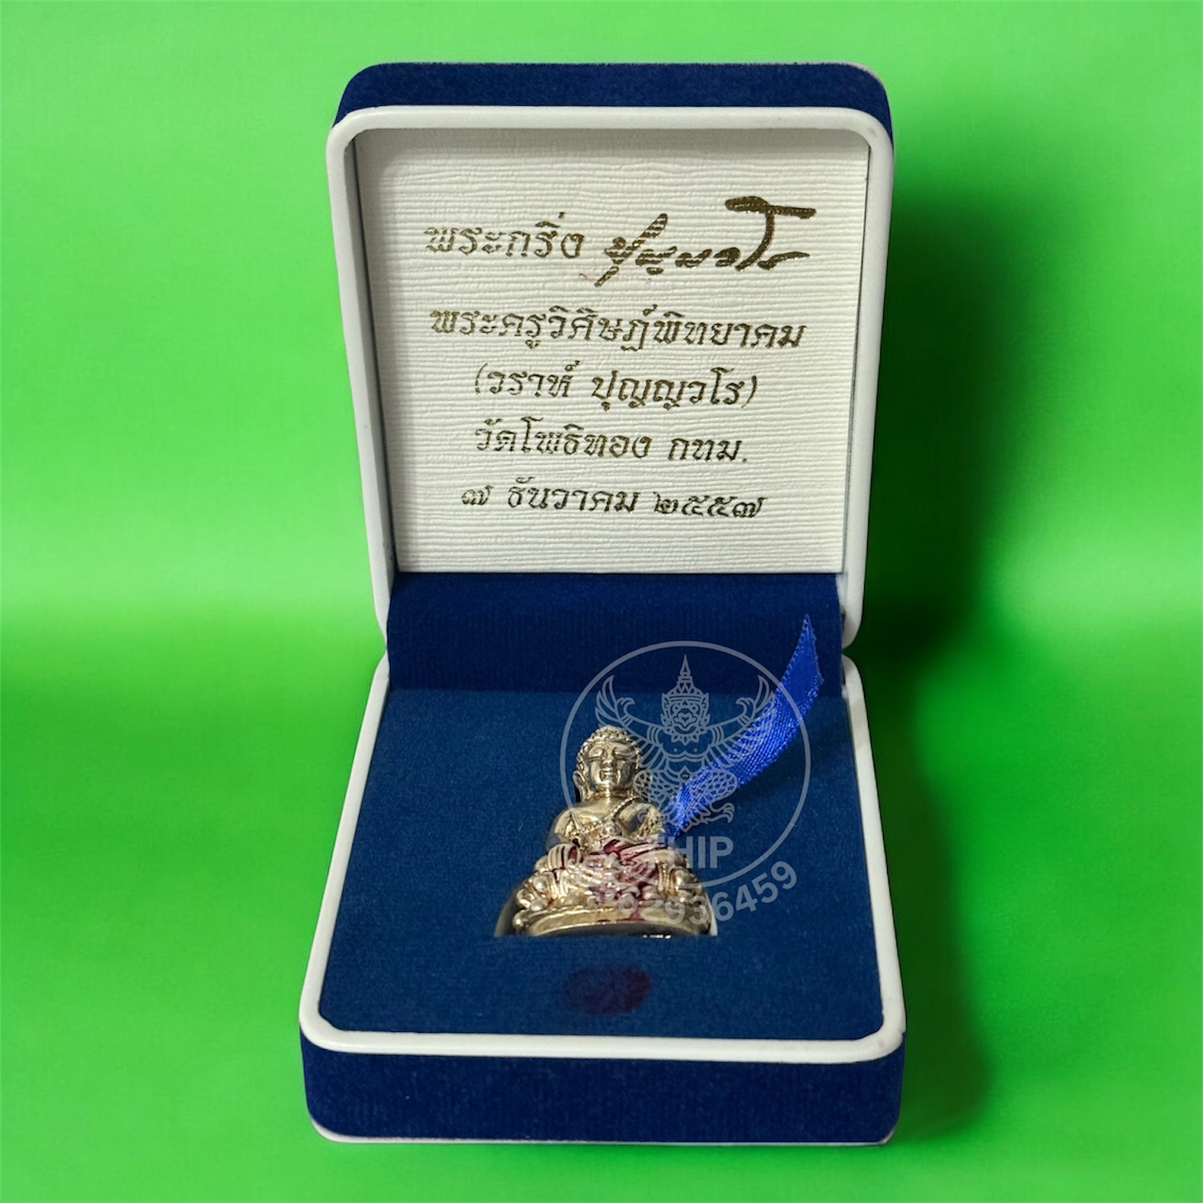 พระกริ่ง ปุญญวโร
พระครูวิศิษฏ์พิทยาคม
(วราห์ ปุญญวโร)
วัดโพธิทอง กทม.
๗ ธันวาคม ๒๕๕๗